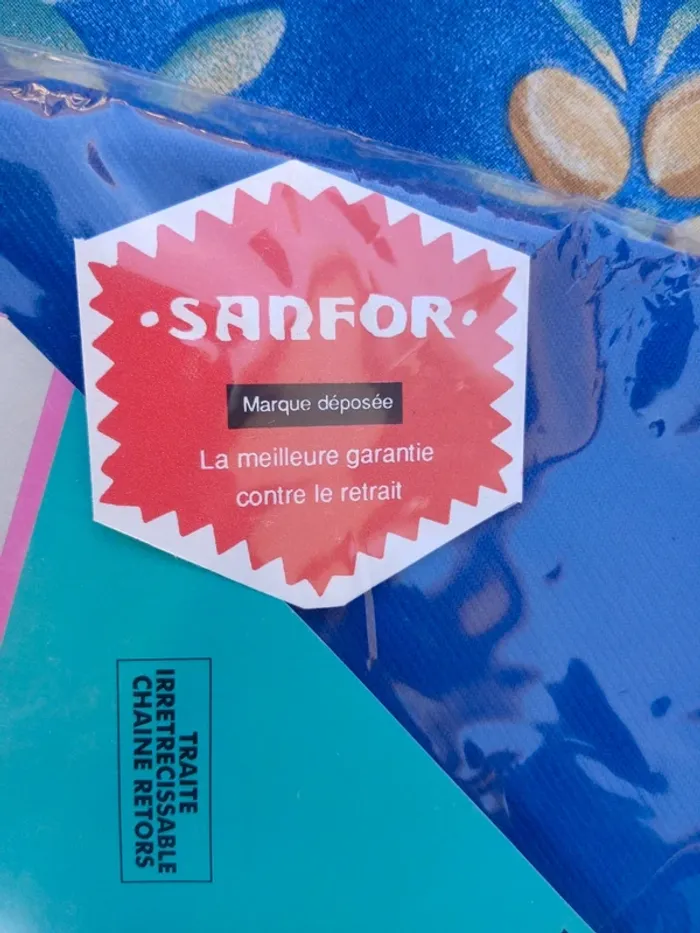 ·SANFOR·
Marque déposée
La meilleure garantie
contre le retrait
TRAITE
IRRETRECISSABLE
CHAINE RETORS